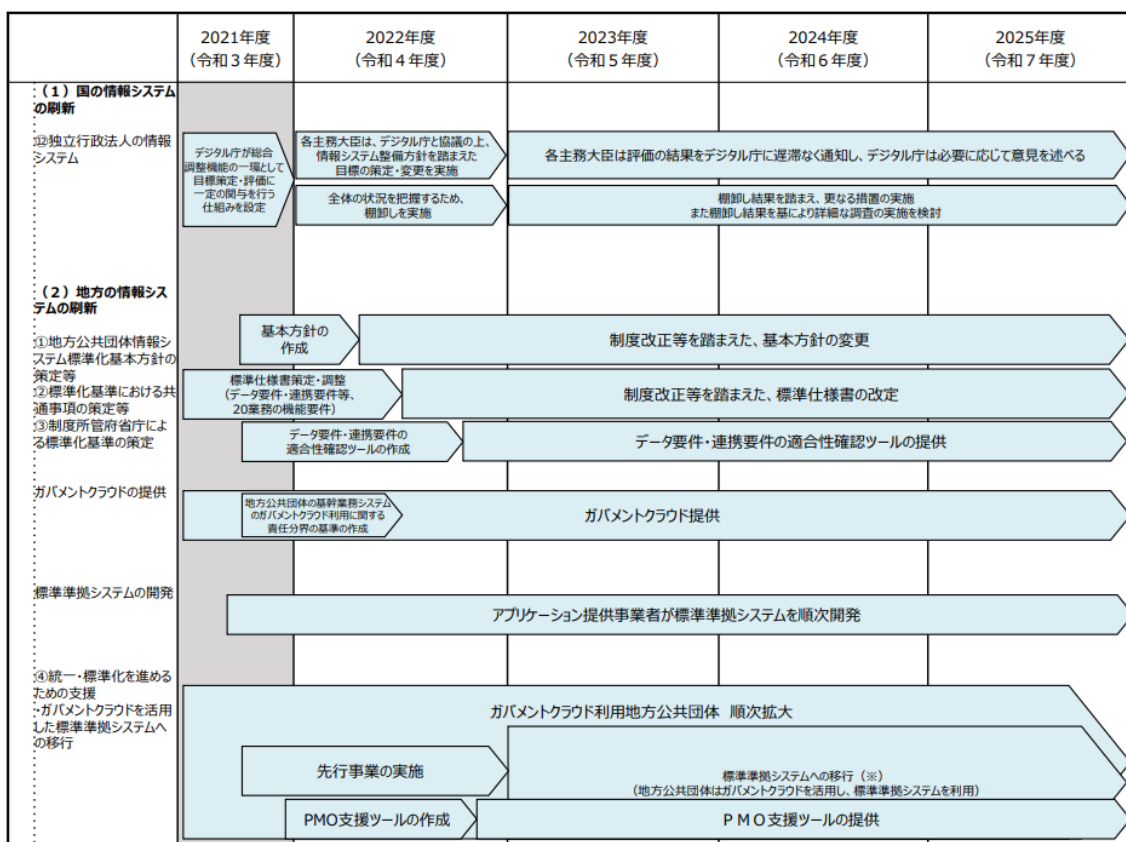 2021年度
(令和3年度)
2022年度
(令和4年度)
2023年度
(令和5年度)
2024年度
(令和6年度)
2025年度
(令和7年度)
(1)国の情報システム
の刷新
⑫独立行政法人の情報
システム
デジタル庁が総合
調整機能の一環として
目標策定・評価に
一定の関与を行う
仕組みを設定
各主務大臣は、デジタル庁と協議の上、
情報システム整備方針を踏まえた
目標の策定・変更を実施
各主務大臣は評価の結果をデジタル庁に遅滞なく通知し、デジタル庁は必要に応じて意見を述べる
全体の状況を把握するため、
棚卸しを実施
棚卸し結果を踏まえ、更なる措置の実施
また棚卸し結果を基により詳細な調査の実施を検討
(2)地方の情報シス
テムの刷新
①地方公共団体情報シ
ステム標準化基本方針の
策定等
②標準化基準における共
通事項の策定等
③制度所管府省庁によ
る標準化基準の策定
基本方針の
作成
制度改正等を踏まえた、基本方針の変更
標準仕様書策定・調整
(データ要件・連携要件等、
20業務の機能要件)
制度改正等を踏まえた、標準仕様書の改定
データ要件・連携要件の
適合性確認ツールの作成
データ要件・連携要件の適合性確認ツールの提供
ガバメントクラウドの提供
地方公共団体の基幹業務システム
のガバメントクラウド利用に関する
責任分界の基準の作成
ガバメントクラウド提供
標準準拠システムの開発
アプリケーション提供事業者が標準準拠システムを順次開発
④統一・標準化を進める
ための支援
・ガバメントクラウドを活用
した標準準拠システムへ
の移行
ガバメントクラウド利用地方公共団体 順次拡大
先行事業の実施
標準準拠システムへの移行(※)
(地方公共団体はガバメントクラウドを活用し、標準準拠システムを利用)
PMO支援ツールの作成
PMO支援ツールの提供